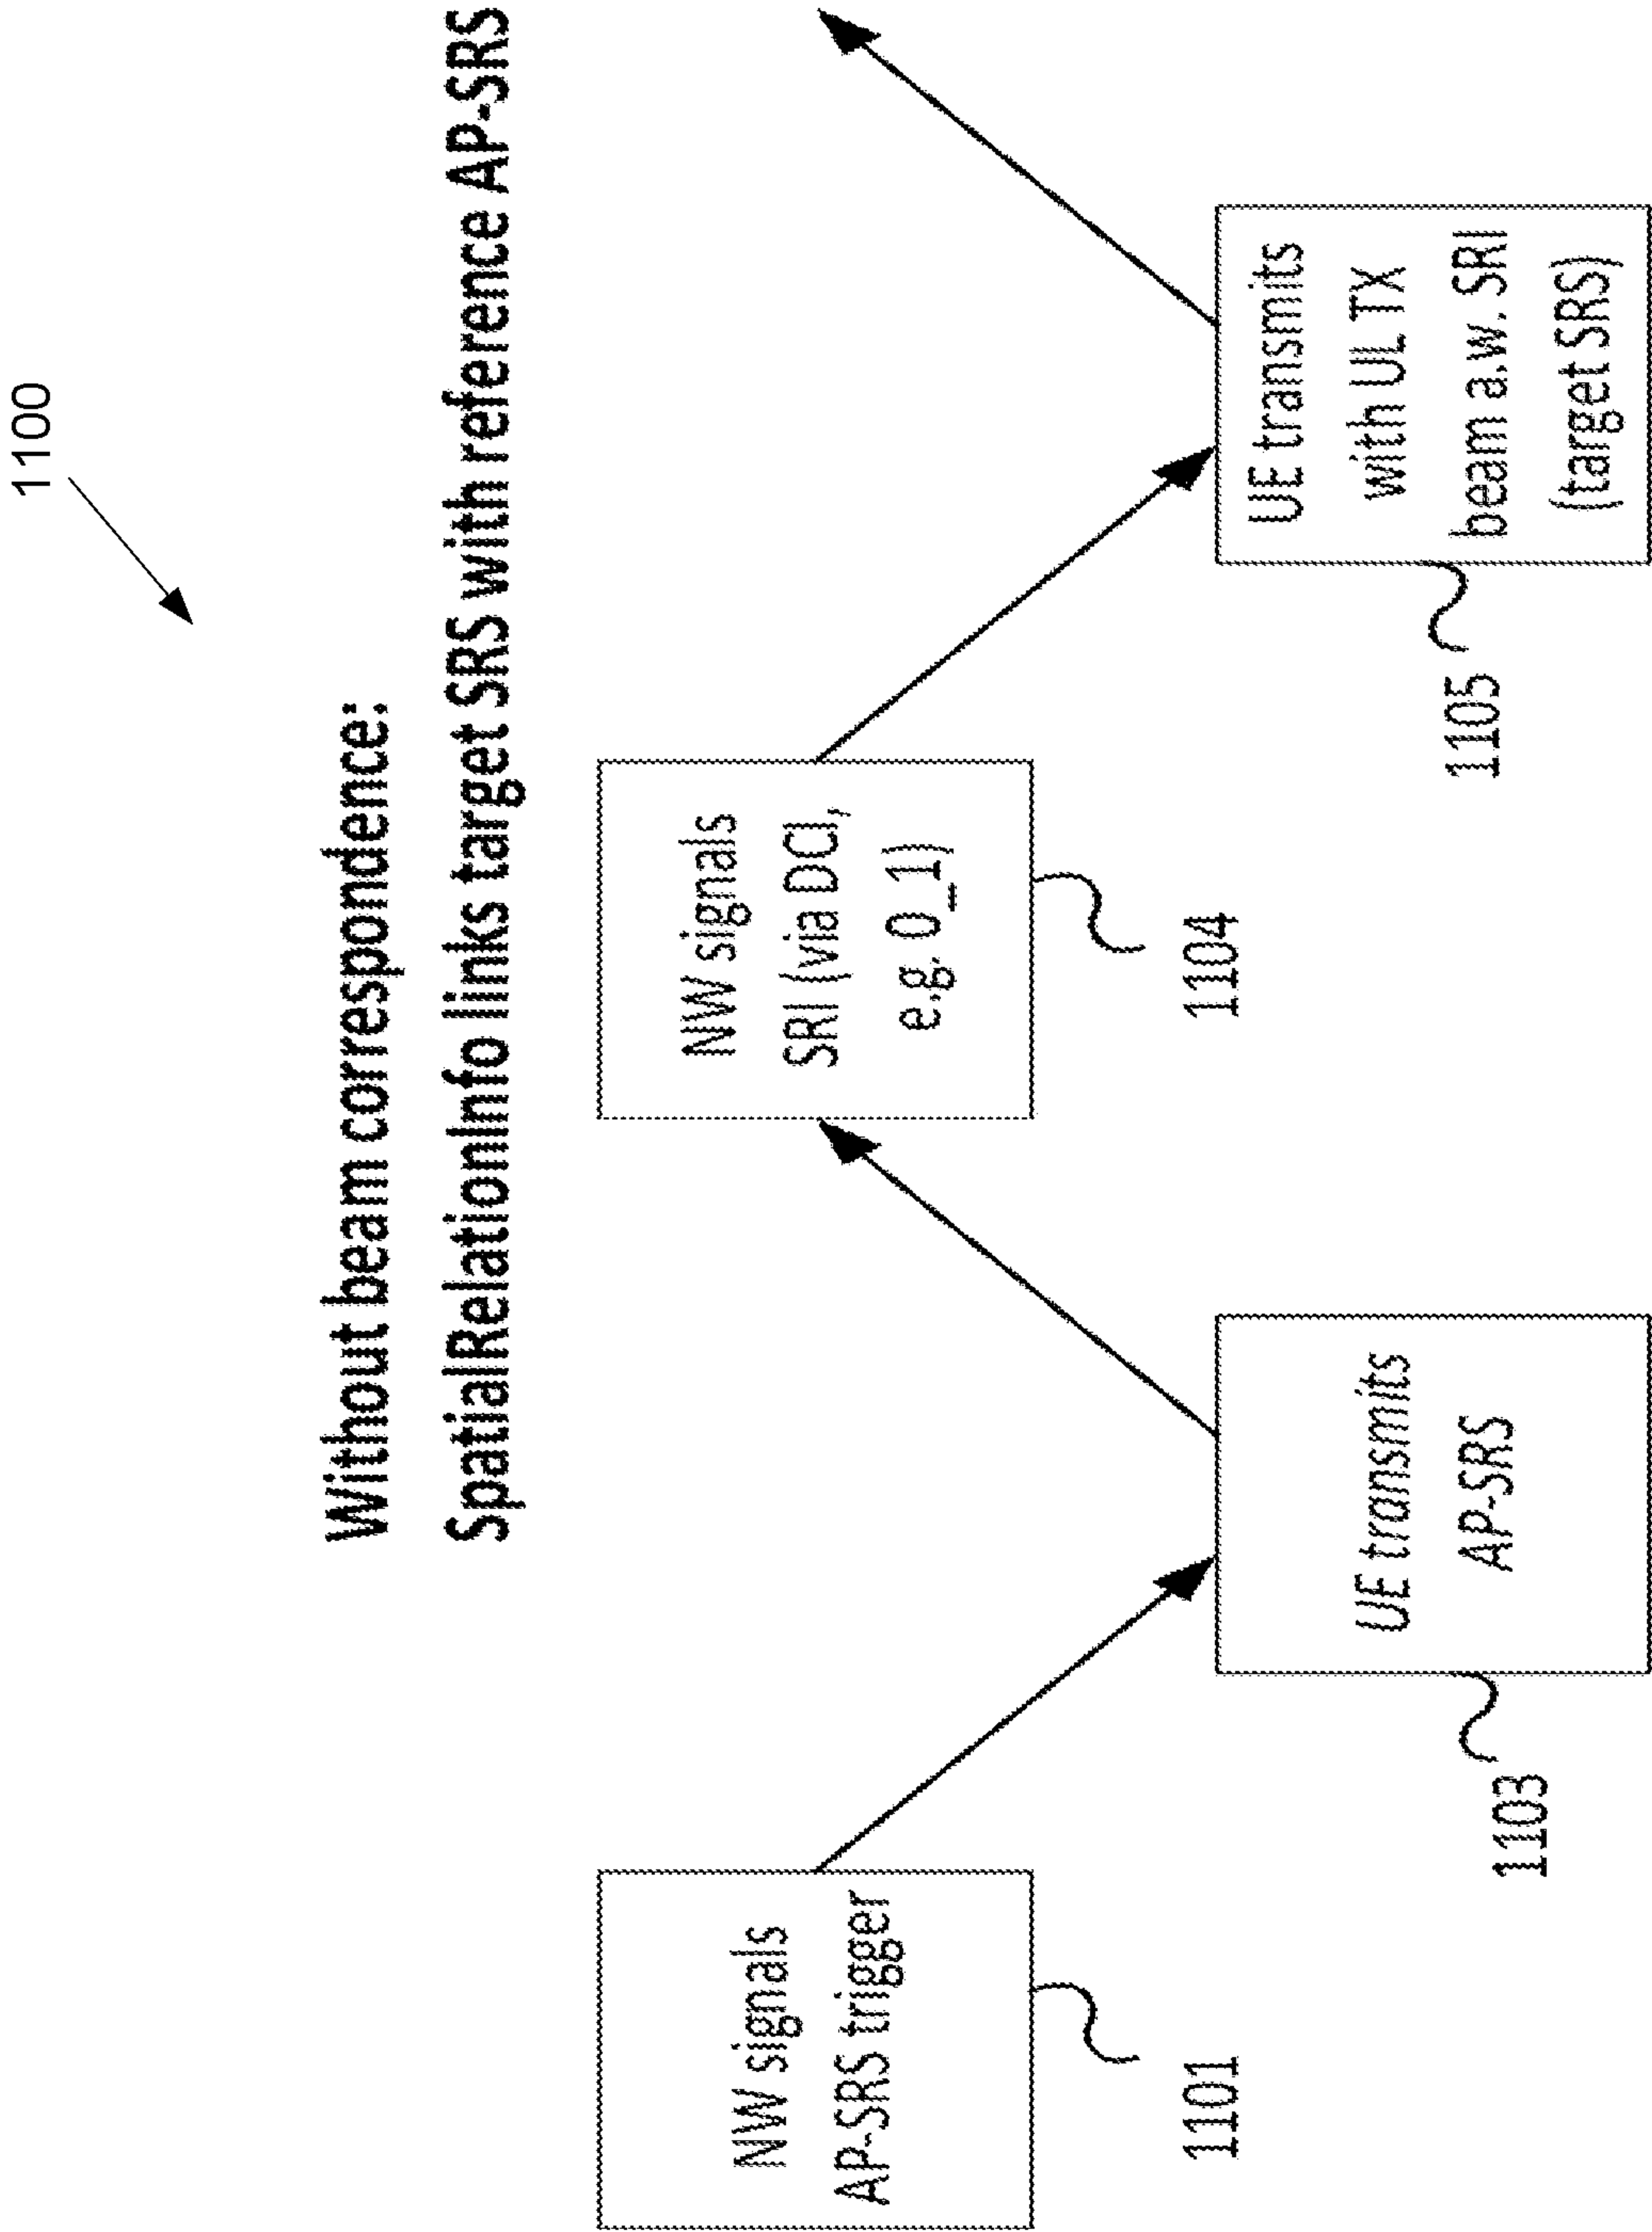 1100
Without beam correspondence:
SpatialRelationInfo links target SRS with reference AP-SRS
NW signals
AP-SRS trigger
1101
UE transmits
AP-SRS
1103
NW signals
SRI (via DCI,
e.g. 0_1)
1104
UE transmits
with UL TX
beam a.w. SRI
(target SRS)
1105